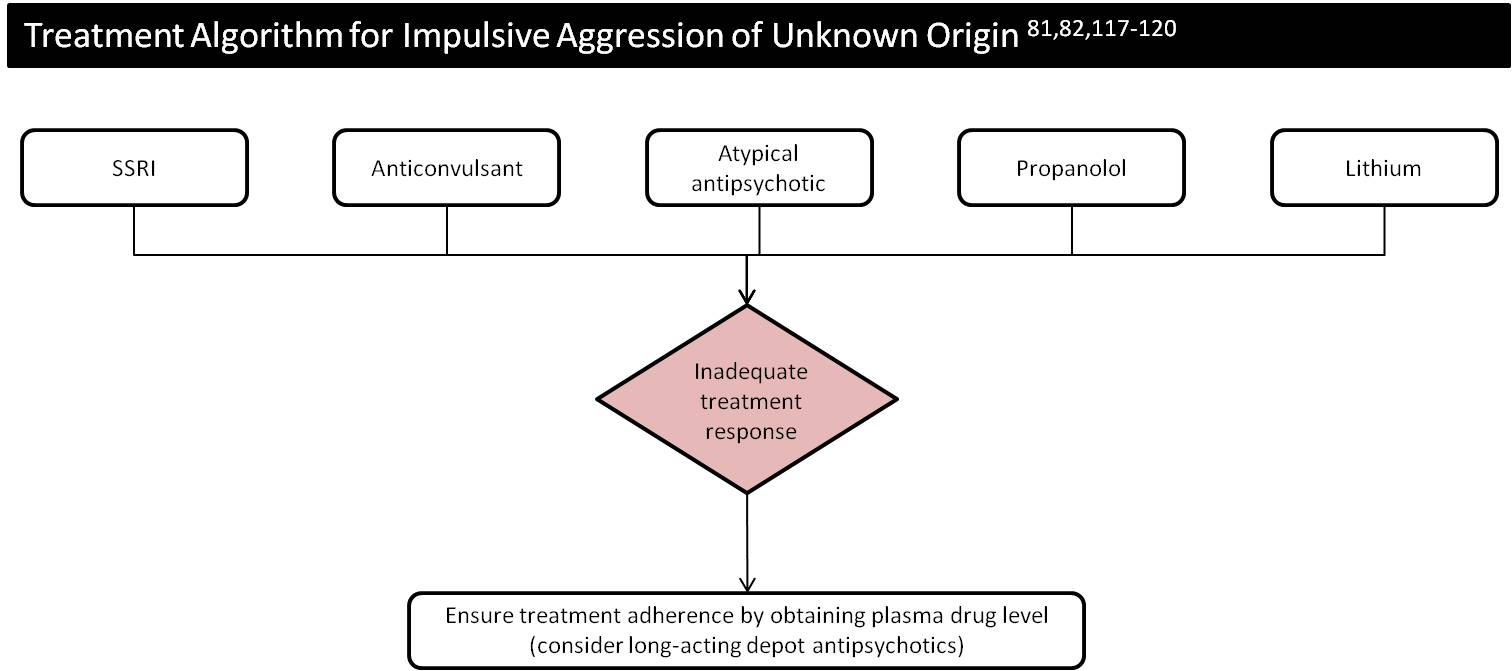 Treatment Algorithm for Impulsive Aggression of Unknown Origin 81,82,117-120
SSRI
Anticonvulsant
Atypical
antipsychotic
Propanolol
Lithium
Inadequate
treatment
response
Ensure treatment adherence by obtaining plasma drug level
(consider long-acting depot antipsychotics)